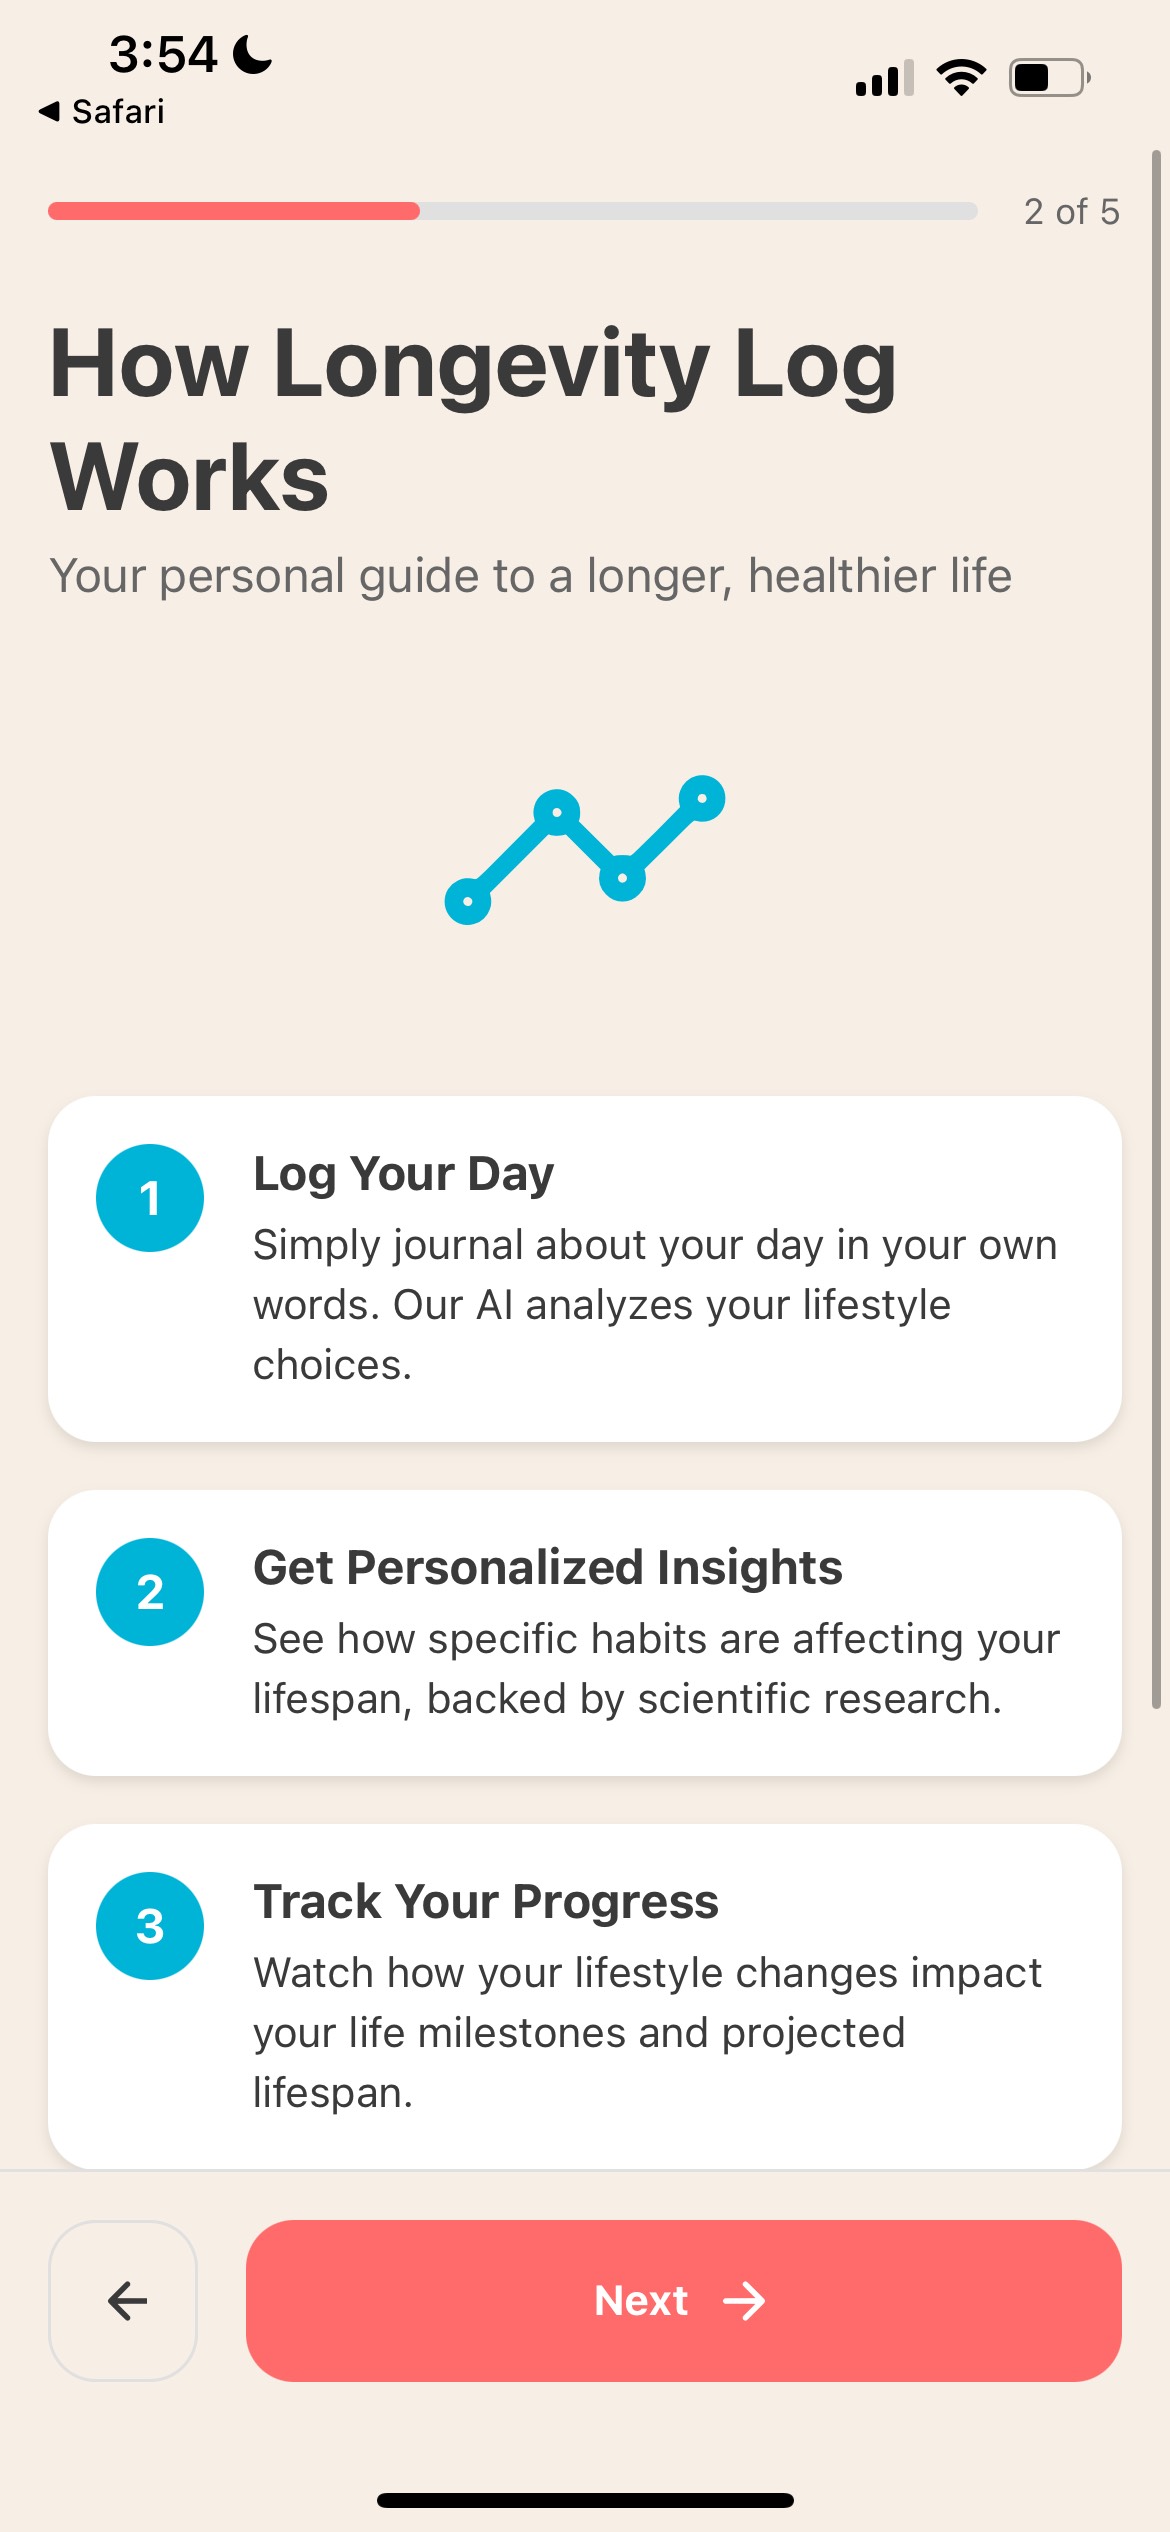 3:54
Safari
2 of 5
How Longevity Log
Works
Your personal guide to a longer, healthier life
1
Log Your Day
Simply journal about your day in your own
words. Our AI analyzes your lifestyle
choices.
2
Get Personalized Insights
See how specific habits are affecting your
lifespan, backed by scientific research.
3
Track Your Progress
Watch how your lifestyle changes impact
your life milestones and projected
lifespan.
Next